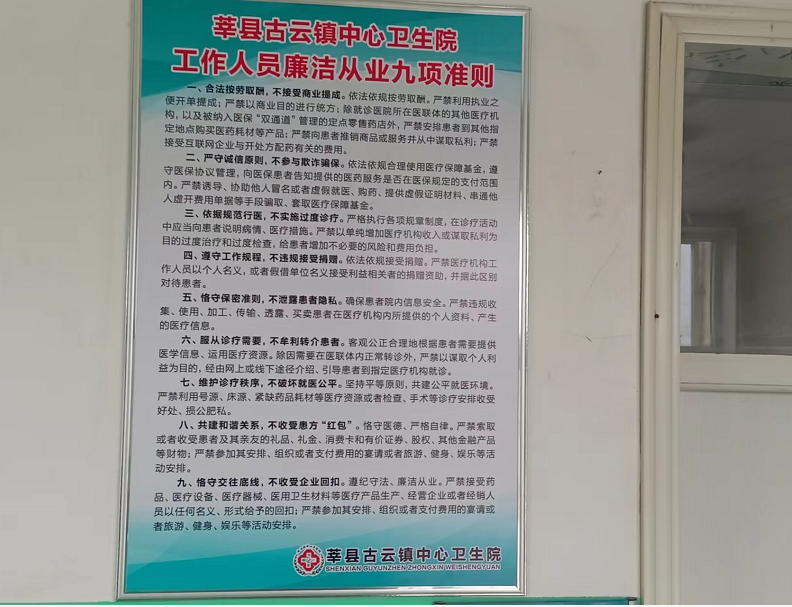 莘县古云镇中心卫生院
工作人员廉洁从业九项准则
一、合法按劳取酬，不接受商业提成。依法依规按劳取酬。严禁利用执业之
便开单提成；严禁以商业目的进行统方；除就诊医院所在医联体的其他医疗机
构，以及被纳入医保“双通道”管理的定点零售药店外，严禁安排患者到其他指
定地点购买医药耗材等产品；严禁向患者推销商品或服务并从中谋取私利；严禁
接受互联网企业与开处方配药有关的费用。
二、严守诚信原则，不参与欺诈骗保。依法依规合理使用医疗保障基金，遵
守医保协议管理，向医保患者告知提供的医药服务是否在医保规定的支付范围
内。严禁诱导、协助他人冒名或者虚假就医、购药、提供虚假证明材料、串通他
人虚开费用单据等手段骗取、套取医疗保障基金。
三、依据规范行医，不实施过度诊疗。严格执行各项规章制度，在诊疗活动
中应当向患者说明病情、医疗措施。严禁以单纯增加医疗机构收入或谋取私利为
目的过度治疗和过度检查，给患者增加不必要的风险和费用负担。
四、遵守工作规程，不违规接受捐赠。依法依规接受捐赠。严禁医疗机构工
作人员以个人名义，或者假借单位名义接受利益相关者的捐赠资助，并据此区别
对待患者。
五、恪守保密准则，不泄露患者隐私。确保患者院内信息安全。严禁违规收
集、使用、加工、传输、透露、买卖患者在医疗机构内所提供的个人资料、产生
的医疗信息。
六、服从诊疗需要，不牟利转介患者。客观公正合理地根据患者需要提供
医学信息、运用医疗资源。除因需要在医联体内正常转诊外，严禁以谋取个人利
益为目的，经由网上或线下途径介绍、引导患者到指定医疗机构就诊。
七、维护诊疗秩序，不破坏就医公平。坚持平等原则，共建公平就医环境。
严禁利用号源、床源、紧缺药品耗材等医疗资源或者检查、手术等诊疗安排收受
好处、损公肥私。
八、共建和谐关系，不收受患方“红包”。恪守医德、严格自律。严禁索取
或者收受患者及其亲友的礼品、礼金、消费卡和有价证券、股权、其他金融产品
等财物；严禁参加其安排、组织或者支付费用的宴请或者旅游、健身、娱乐等活
动安排。
九、恪守交往底线，不收受企业回扣。遵纪守法、廉洁从业。严禁接受药
品、医疗设备、医疗器械、医用卫生材料等医疗产品生产、经营企业或者经销人
员以任何名义、形式给予的回扣；严禁参加其安排、组织或者支付费用的宴请或
者旅游、健身、娱乐等活动安排。
莘县古云镇中心卫生院
SHENXIAN GUYUNZHEN ZHONGXIN WEISHENGYUAN